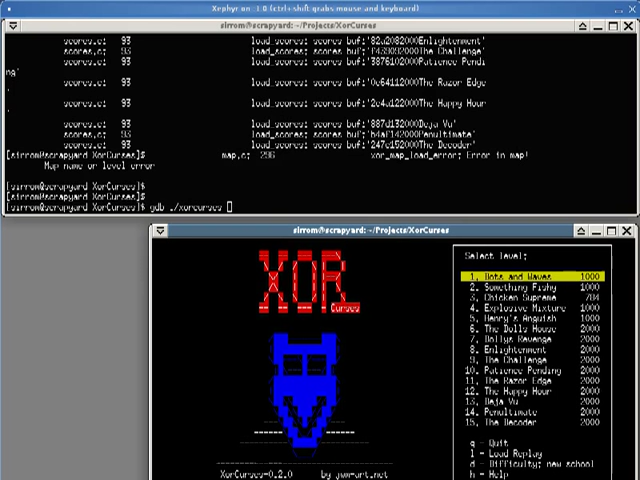 Xephyr on :1.0 (ctrl+shift grabs mouse and keyboard)
sirrom@scrapyard: ~/Projects/XorCurses
scores.c: 93 load_scores: scores buf:'82a2082000Enlightenment'
scores.c: 93 load_scores: scores buf:'f439092000The Challenge'
scores.c: 93 load_scores: scores buf:'3876102000Patience Pendi
ng'
scores.c: 93 load_scores: scores buf:'0e64112000The Razor Edge
'
scores.c: 93 load_scores: scores buf:'2e4a122000The Happy Hour
'
scores.c: 93 load_scores: scores buf:'887d132000Deja Vu'
scores.c: 93 load_scores: scores buf:'b4af142000Penultimate'
scores.c: 93 load_scores: scores buf:'247c152000The Decoder'
[sirrom@scrapyard XorCurses]$ map.c: 296 xor_map_load_error: Error in map!
Map name or level error
[sirrom@scrapyard XorCurses]$
[sirrom@scrapyard XorCurses]$
[sirrom@scrapyard XorCurses]$ gdb ./xorcurses
sirrom@scrapyard: ~/Projects/XorCurses
XOR
Curses
Select level:
1. Dots and Waves 1000
2. Something Fishy 1000
3. Chicken Supreme 784
4. Explosive Mixture 1000
5. Henry's Anguish 1000
6. The Dolls House 2000
7. Dollys Revenge 2000
8. Enlightenment 2000
9. The Challenge 2000
10. Patience Pending 2000
11. The Razor Edge 2000
12. The Happy Hour 2000
13. Deja Vu 2000
14. Penultimate 2000
15. The Decoder 2000
q - Quit
l - Load Replay
d - Difficulty: new school
h - Help
XorCurses-0.2.0 by jwm-art.net